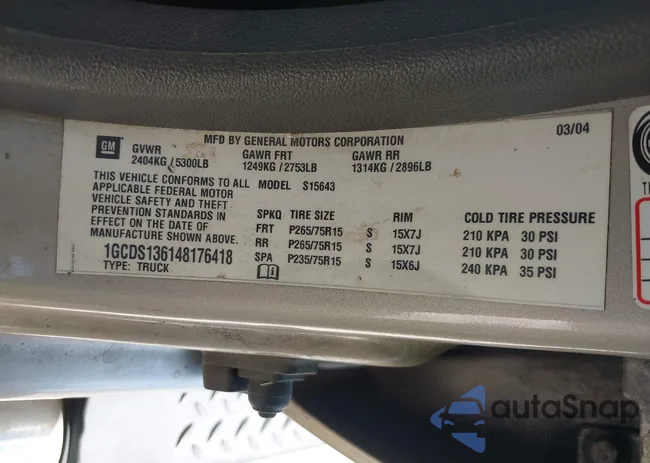 MFD BY GENERAL MOTORS CORPORATION 03/04
GM GVWR GAWR FRT GAWR RR
2404KG / 5300LB 1249KG / 2753LB 1314KG / 2896LB
THIS VEHICLE CONFORMS TO ALL MODEL S15643
APPLICABLE FEDERAL MOTOR
VEHICLE SAFETY AND THEFT
PREVENTION STANDARDS IN
EFFECT ON THE DATE OF
MANUFACTURE SHOWN ABOVE.
1GCDS136148176418
TYPE: TRUCK
SPKQ TIRE SIZE RIM COLD TIRE PRESSURE
FRT P265/75R15 S 15X7J 210 KPA 30 PSI
RR P265/75R15 S 15X7J 210 KPA 30 PSI
SPA P235/75R15 S 15X6J 240 KPA 35 PSI
autaSnap